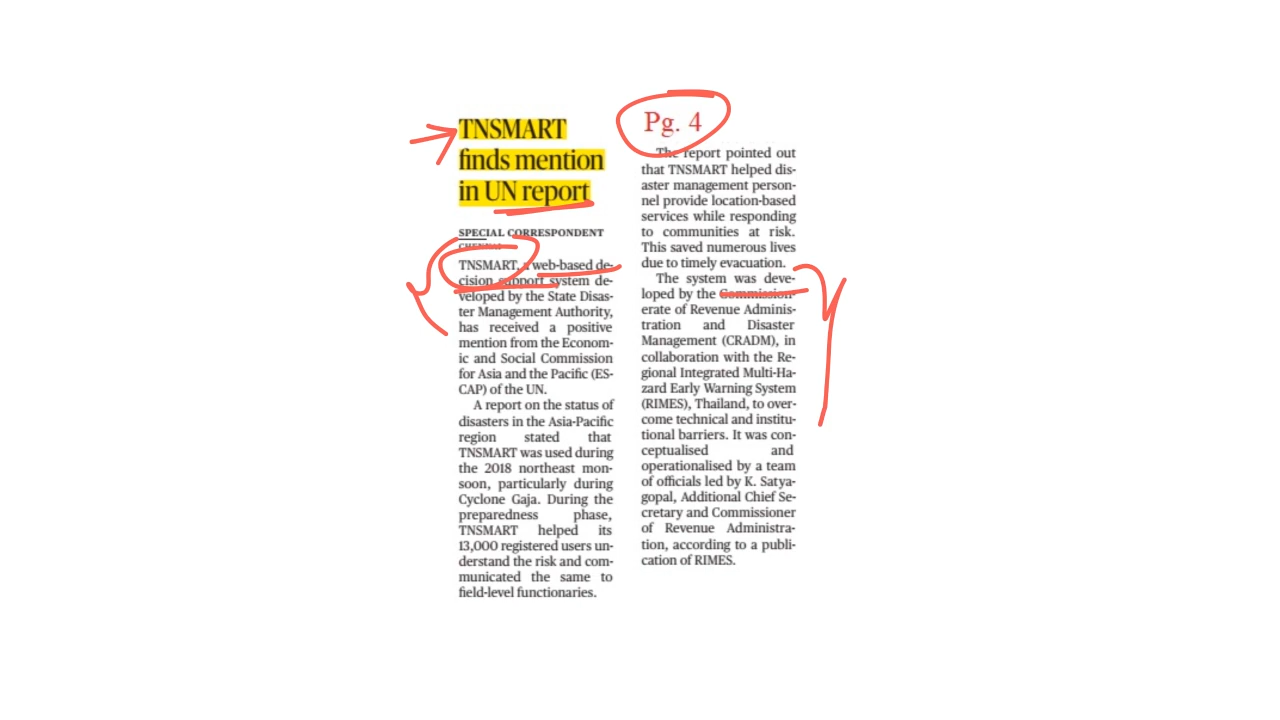 TNSMART
finds mention
in UN report
SPECIAL CORRESPONDENT
CHENNAI
TNSMART, a web-based de-
cision support system de-
veloped by the State Disas-
ter Management Authority,
has received a positive
mention from the Econom-
ic and Social Commission
for Asia and the Pacific (ES-
CAP) of the UN.
A report on the status of
disasters in the Asia-Pacific
region stated that
TNSMART was used during
the 2018 northeast mon-
soon, particularly during
Cyclone Gaja. During the
preparedness phase,
TNSMART helped its
13,000 registered users un-
derstand the risk and com-
municated the same to
field-level functionaries.
Pg. 4
The report pointed out
that TNSMART helped dis-
aster management person-
nel provide location-based
services while responding
to communities at risk.
This saved numerous lives
due to timely evacuation.
The system was deve-
loped by the Commission-
erate of Revenue Adminis-
tration and Disaster
Management (CRADM), in
collaboration with the Re-
gional Integrated Multi-Ha-
zard Early Warning System
(RIMES), Thailand, to over-
come technical and institu-
tional barriers. It was con-
ceptualised and
operationalised by a team
of officials led by K. Satya-
gopal, Additional Chief Se-
cretary and Commissioner
of Revenue Administra-
tion, according to a publi-
cation of RIMES.